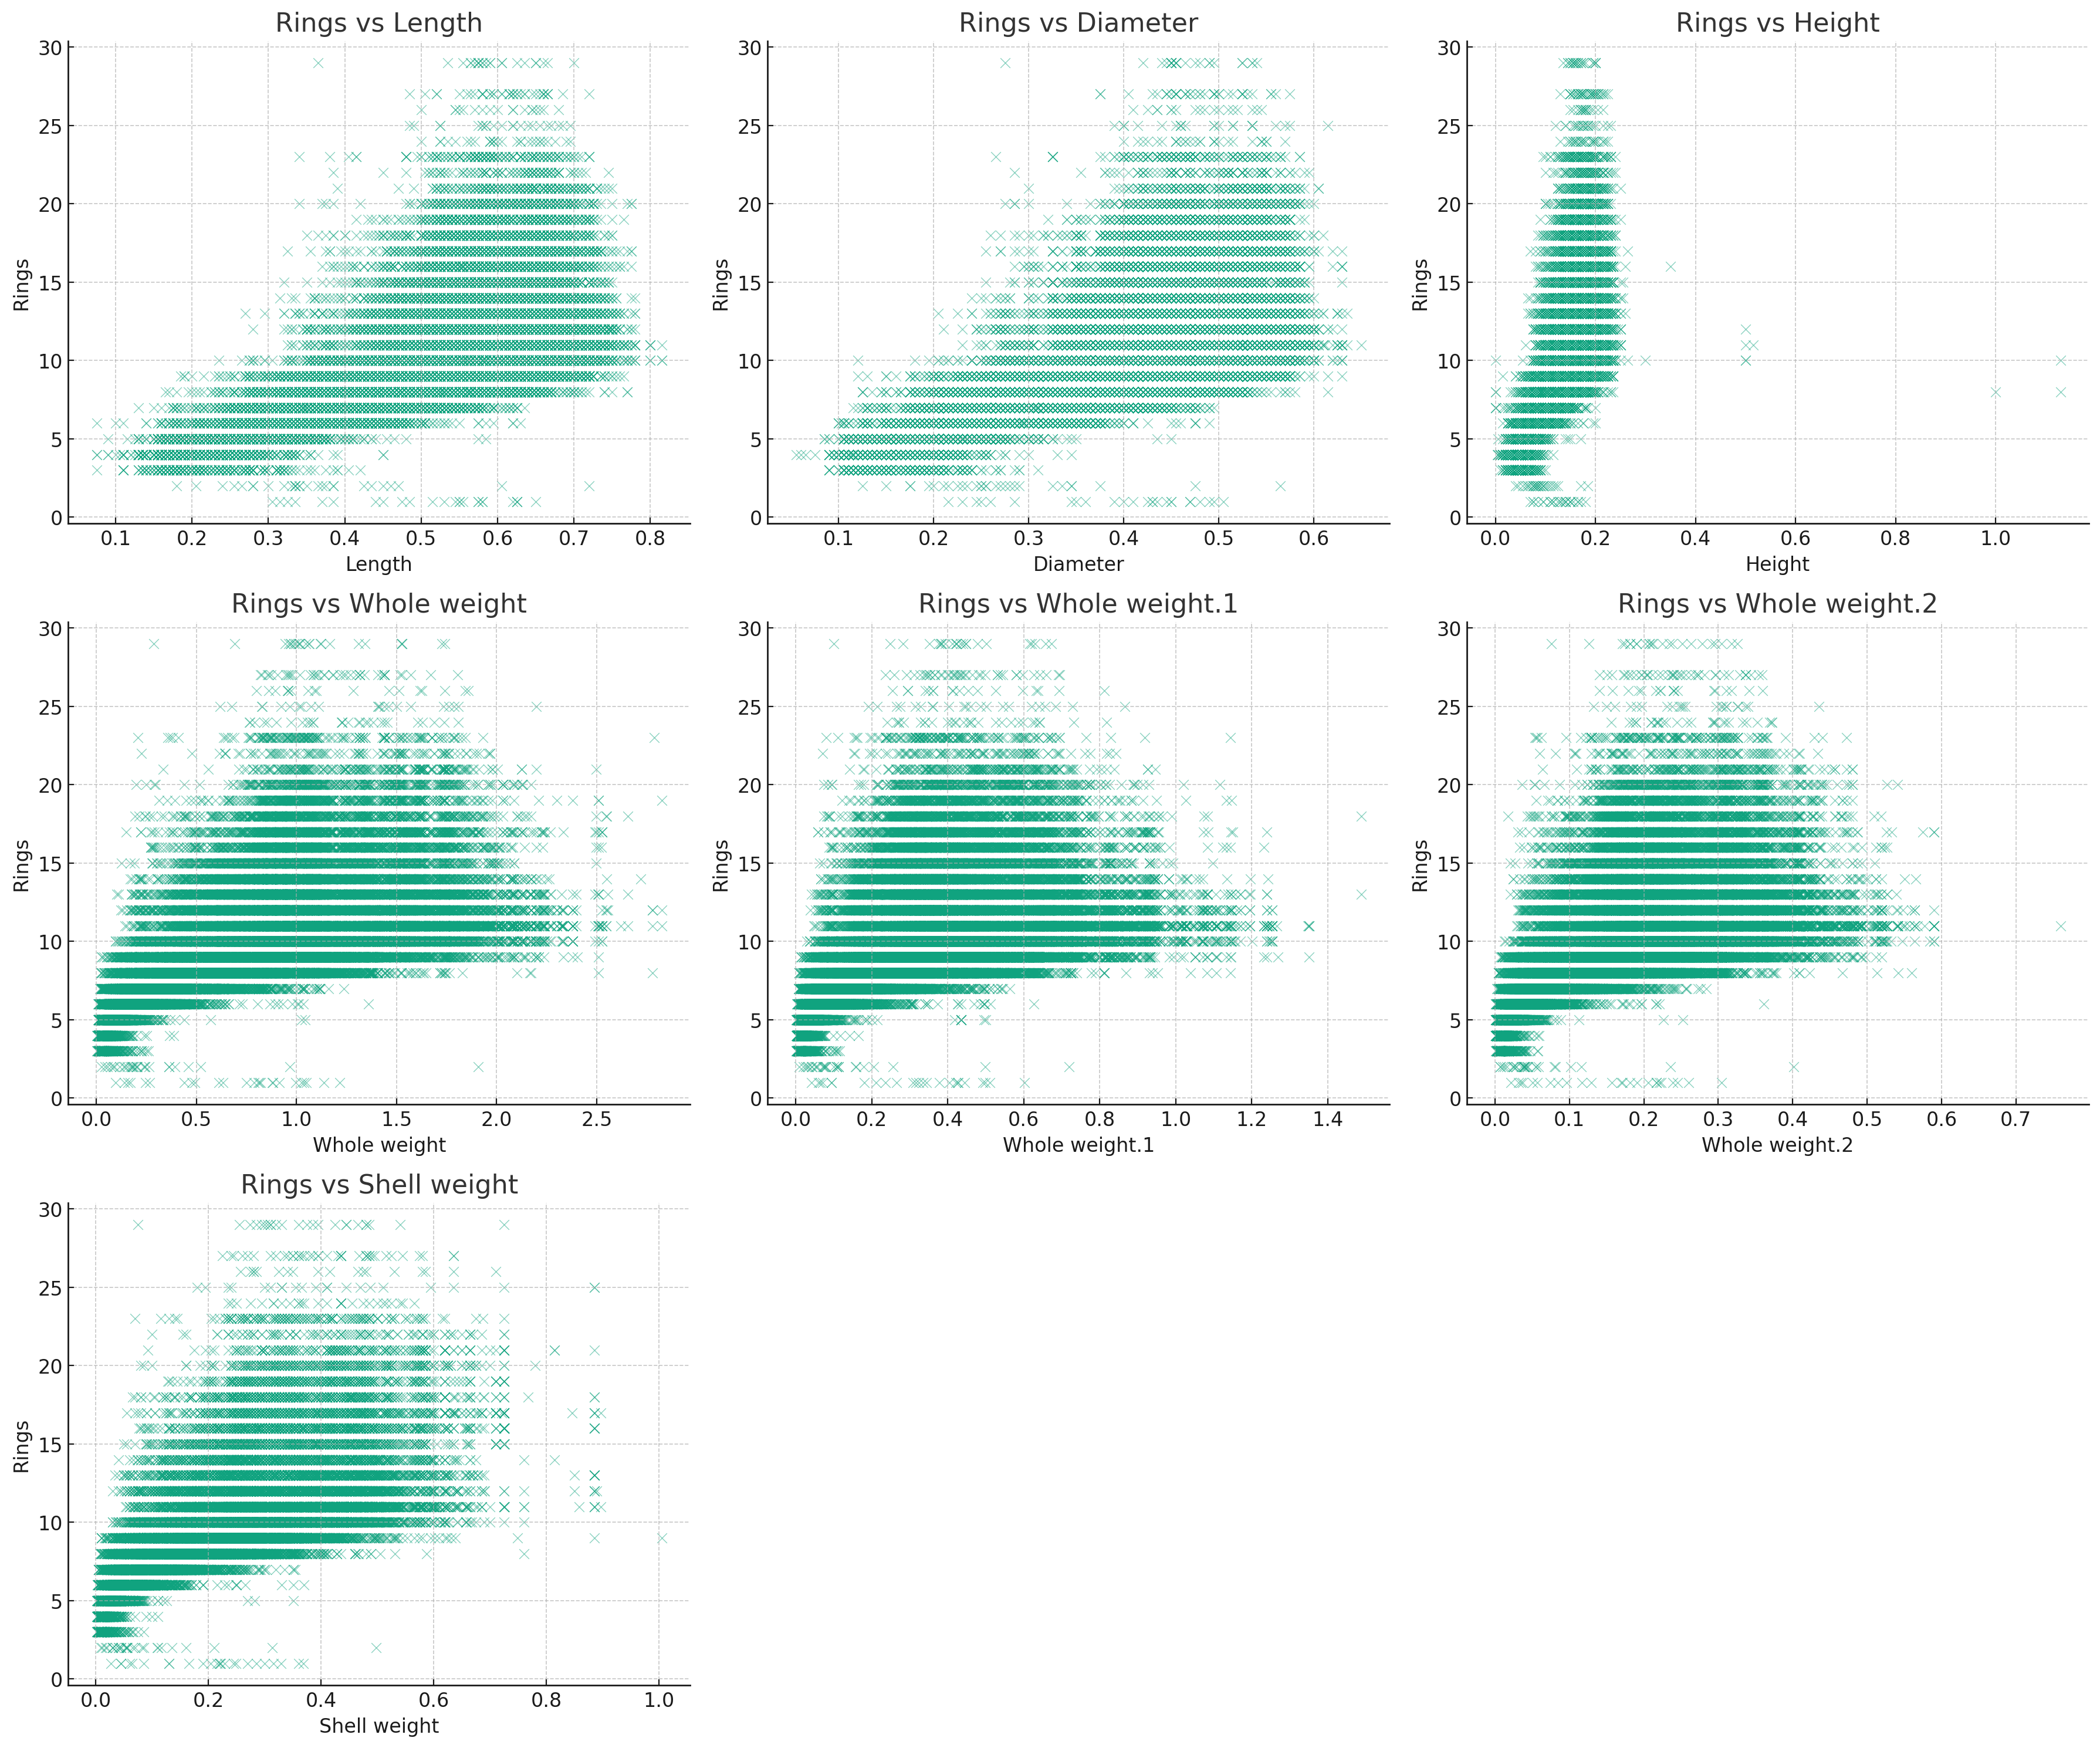 Rings vs Length
30
25
20
15
10
5
0
Rings
0.1 0.2 0.3 0.4 0.5 0.6 0.7 0.8
Length
Rings vs Diameter
30
25
20
15
10
5
0
Rings
0.1 0.2 0.3 0.4 0.5 0.6
Diameter
Rings vs Height
30
25
20
15
10
5
0
Rings
0.0 0.2 0.4 0.6 0.8 1.0
Height
Rings vs Whole weight
30
25
20
15
10
5
0
Rings
0.0 0.5 1.0 1.5 2.0 2.5
Whole weight
Rings vs Whole weight.1
30
25
20
15
10
5
0
Rings
0.0 0.2 0.4 0.6 0.8 1.0 1.2 1.4
Whole weight.1
Rings vs Whole weight.2
30
25
20
15
10
5
0
Rings
0.0 0.1 0.2 0.3 0.4 0.5 0.6 0.7
Whole weight.2
Rings vs Shell weight
30
25
20
15
10
5
0
Rings
0.0 0.2 0.4 0.6 0.8 1.0
Shell weight